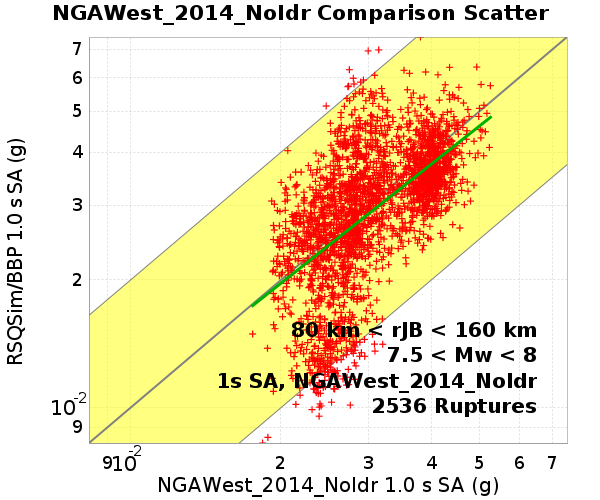 NGAWest_2014_NoIdr Comparison Scatter
RSQSim/BBP 1.0 s SA (g)
7
6
5
4
3
2
10⁻²
9
80 km < rJB < 160 km
7.5 < Mw < 8
1s SA, NGAWest_2014_NoIdr
2536 Ruptures
9 10⁻² 2 3 4 5 6 7
NGAWest_2014_NoIdr 1.0 s SA (g)